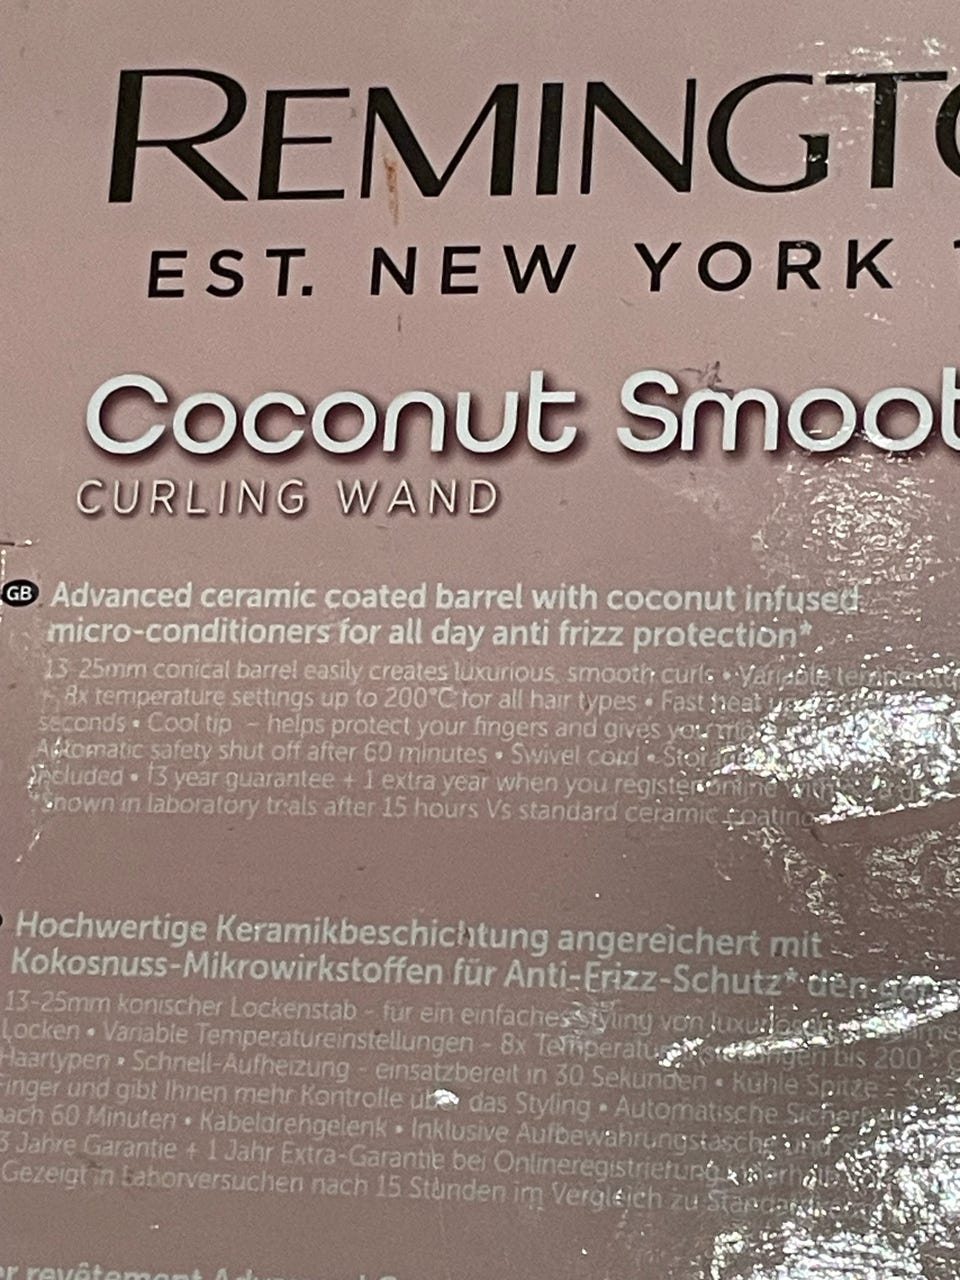 REMINGTO
EST. NEW YORK
Coconut Smoot
CURLING WAND
GB Advanced ceramic coated barrel with coconut infused
micro-conditioners for all day anti frizz protection*
13-25mm conical barrel easily creates luxurious, smooth curls • Variable
+ 8x temperature settings up to 200°C for all hair types • Fast heat
seconds • Cool tip – helps protect your fingers and gives you
Automatic safety shut off after 60 minutes • Swivel cord •
included • 3 year guarantee + 1 extra year when you register online
*Shown in laboratory trials after 15 hours Vs standard ceramic coating
Hochwertige Keramikbeschichtung angereichert mit
Kokosnuss-Mikrowirkstoffen für Anti-Frizz-Schutz* den
13-25mm konischer Lockenstab - für ein einfaches Styling von
Locken • Variable Temperatureinstellungen - 8x bis 200°C
Haartypen • Schnell-Aufheizung - einsatzbereit in 30 Sekunden • Kühle Spitze -
Finger und gibt Ihnen mehr Kontrolle über das Styling • Automatische
nach 60 Minuten • Kabeldrehgelenk • Inklusive Aufbewahrungstasche und
3 Jahre Garantie + 1 Jahr Extra-Garantie bei Onlineregistrierung
Gezeigt in Laborversuchen nach 15 Stunden im Vergleich zu
revêtement